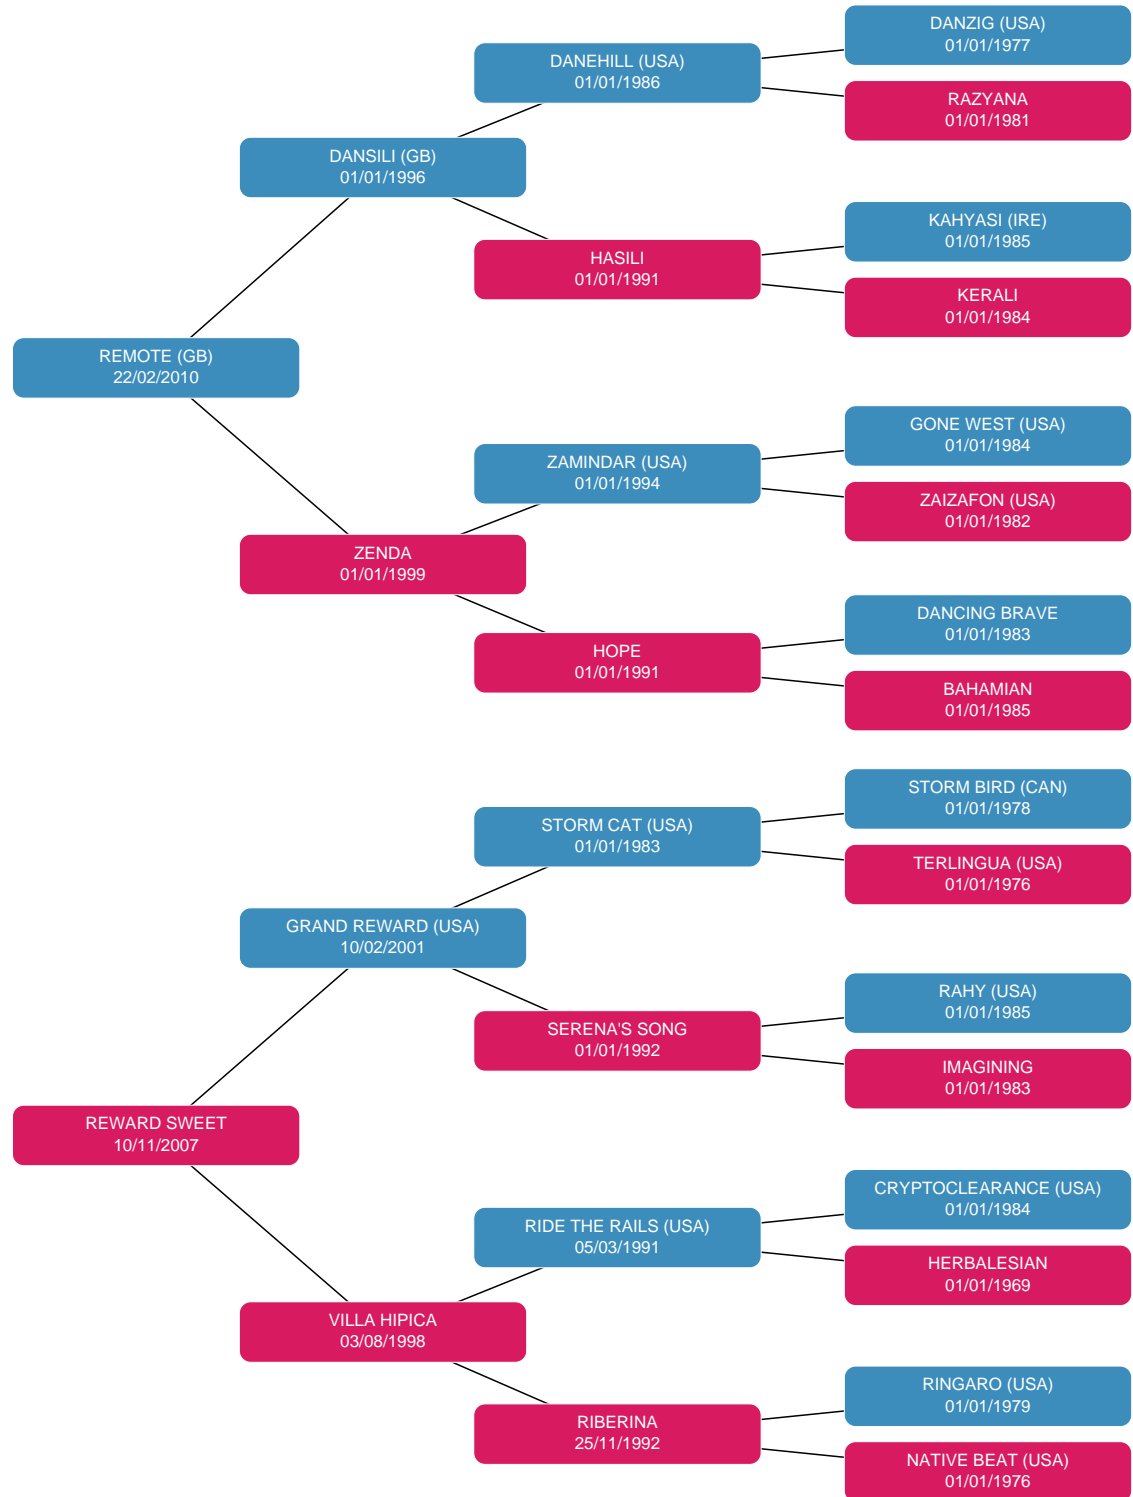 DANZIG (USA)
01/01/1977
DANEHILL (USA)
01/01/1986
RAZYANA
01/01/1981
DANSILI (GB)
01/01/1996
KAHYASI (IRE)
01/01/1985
HASILI
01/01/1991
KERALI
01/01/1984
REMOTE (GB)
22/02/2010
GONE WEST (USA)
01/01/1984
ZAMINDAR (USA)
01/01/1994
ZAIZAFON (USA)
01/01/1982
ZENDA
01/01/1999
DANCING BRAVE
01/01/1983
HOPE
01/01/1991
BAHAMIAN
01/01/1985
STORM BIRD (CAN)
01/01/1978
STORM CAT (USA)
01/01/1983
TERLINGUA (USA)
01/01/1976
GRAND REWARD (USA)
10/02/2001
RAHY (USA)
01/01/1985
SERENA'S SONG
01/01/1992
IMAGINING
01/01/1983
REWARD SWEET
10/11/2007
CRYPTOCLEARANCE (USA)
01/01/1984
RIDE THE RAILS (USA)
05/03/1991
HERBALESIAN
01/01/1969
VILLA HIPICA
03/08/1998
RINGARO (USA)
01/01/1979
RIBERINA
25/11/1992
NATIVE BEAT (USA)
01/01/1976